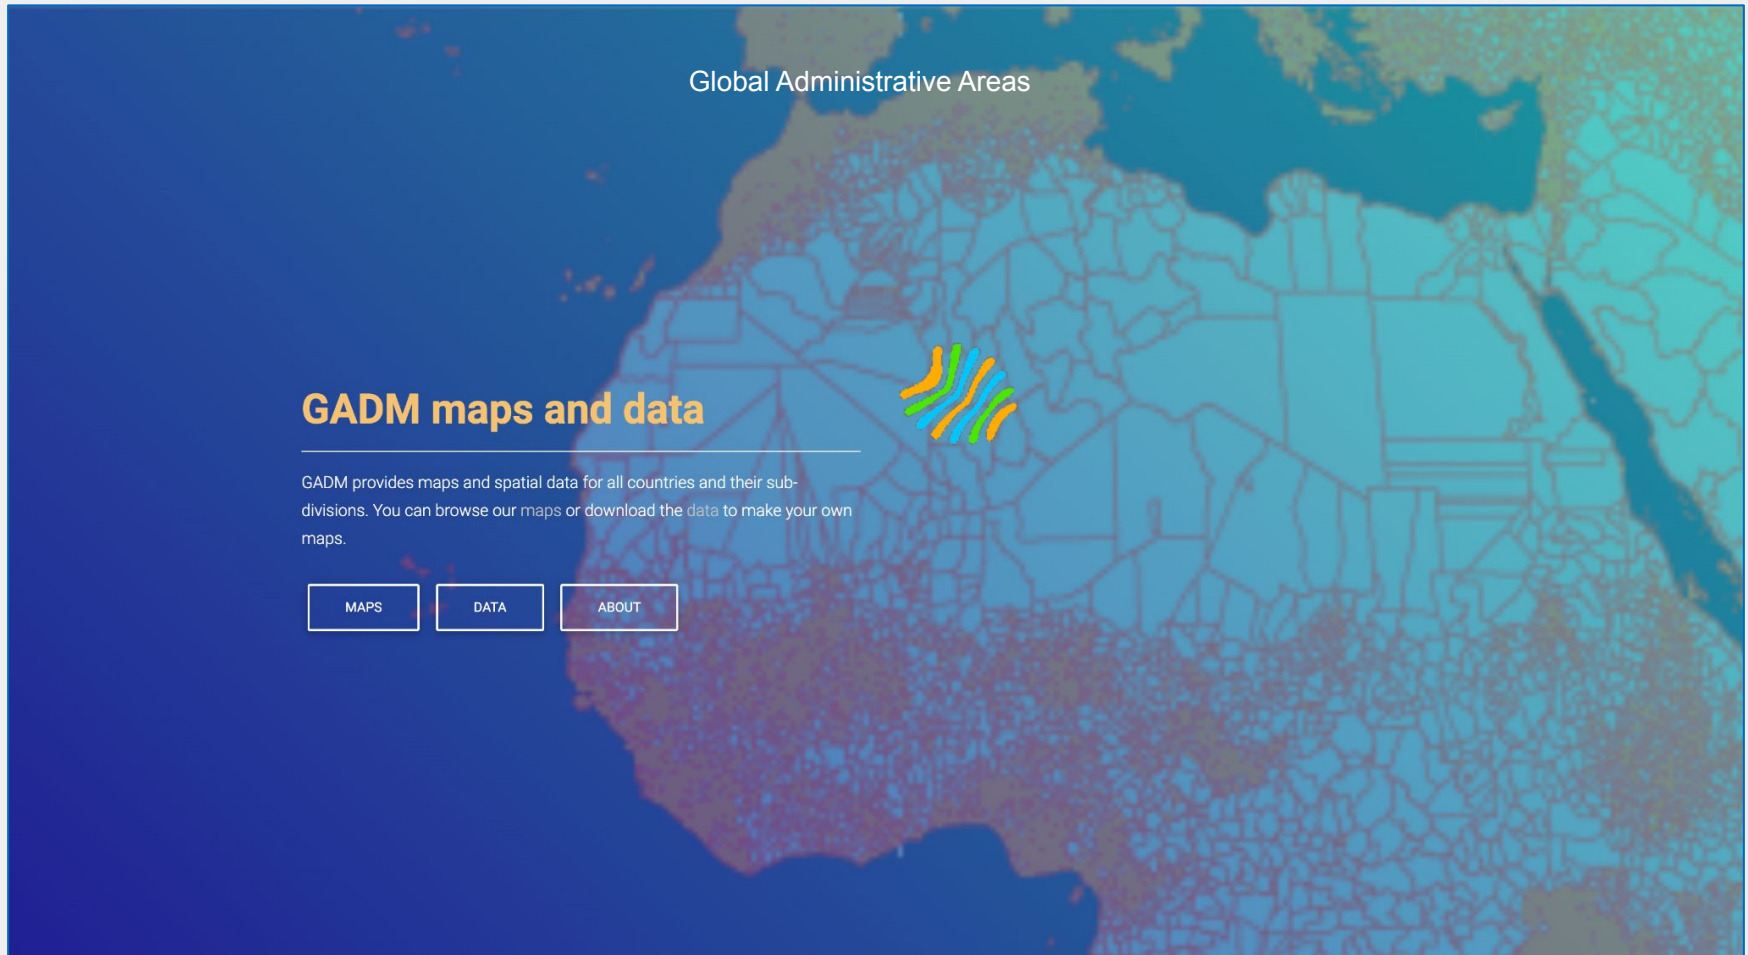 Global Administrative Areas
GADM maps and data
GADM provides maps and spatial data for all countries and their sub-
divisions. You can browse our maps or download the data to make your own
maps.
MAPS
DATA
ABOUT